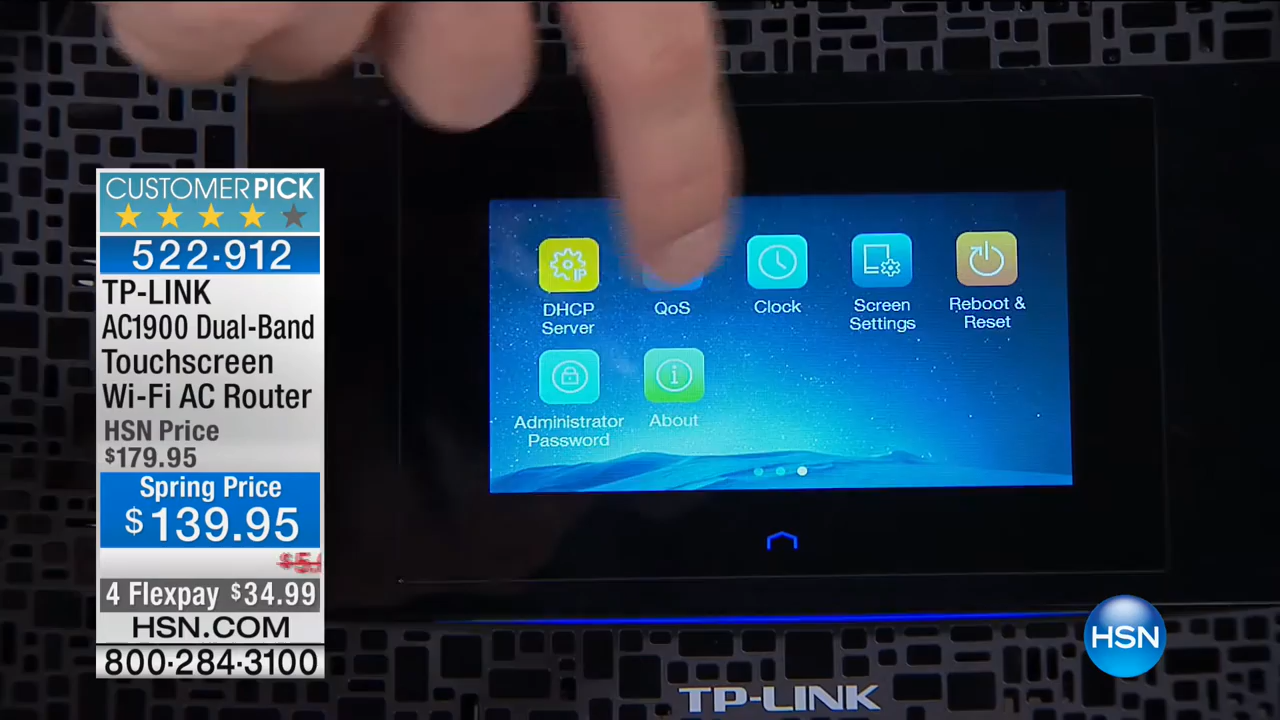 CUSTOMERPICK
522·912
TP-LINK
AC1900 Dual-Band
Touchscreen
Wi-Fi AC Router
HSN Price
$179.95
Spring Price
$139.95
4 Flexpay $34.99
HSN.COM
800·284·3100
IP
DHCP
Server
QoS
Clock
Screen
Settings
Reboot &
Reset
Administrator
Password
About
HSN
TP-LINK